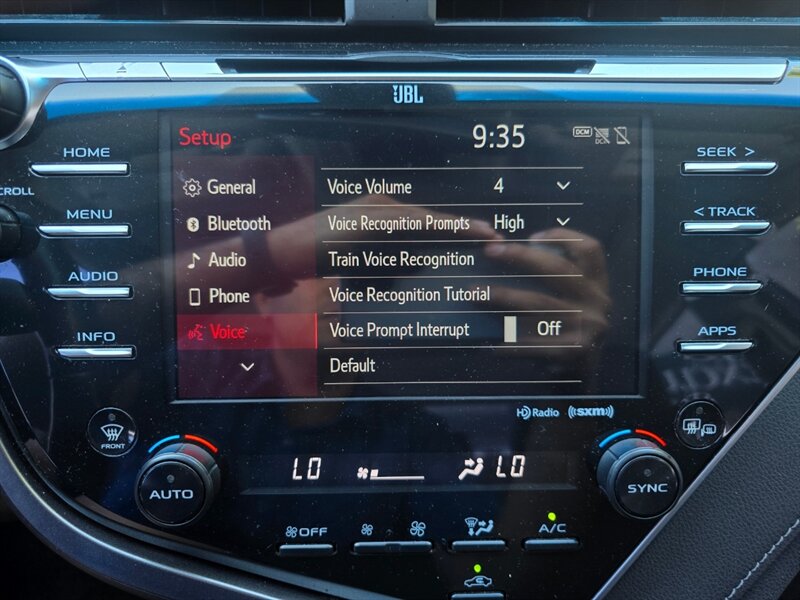 JBL
Setup
9:35
DCM
DCM
HOME
SCROLL
MENU
AUDIO
INFO
General
Bluetooth
Audio
Phone
Voice
Voice Volume 4
Voice Recognition Prompts High
Train Voice Recognition
Voice Recognition Tutorial
Voice Prompt Interrupt Off
Default
SEEK >
< TRACK
PHONE
APPS
HD Radio
((SXM))
FRONT
LO
LO
AUTO
SYNC
OFF
A/C